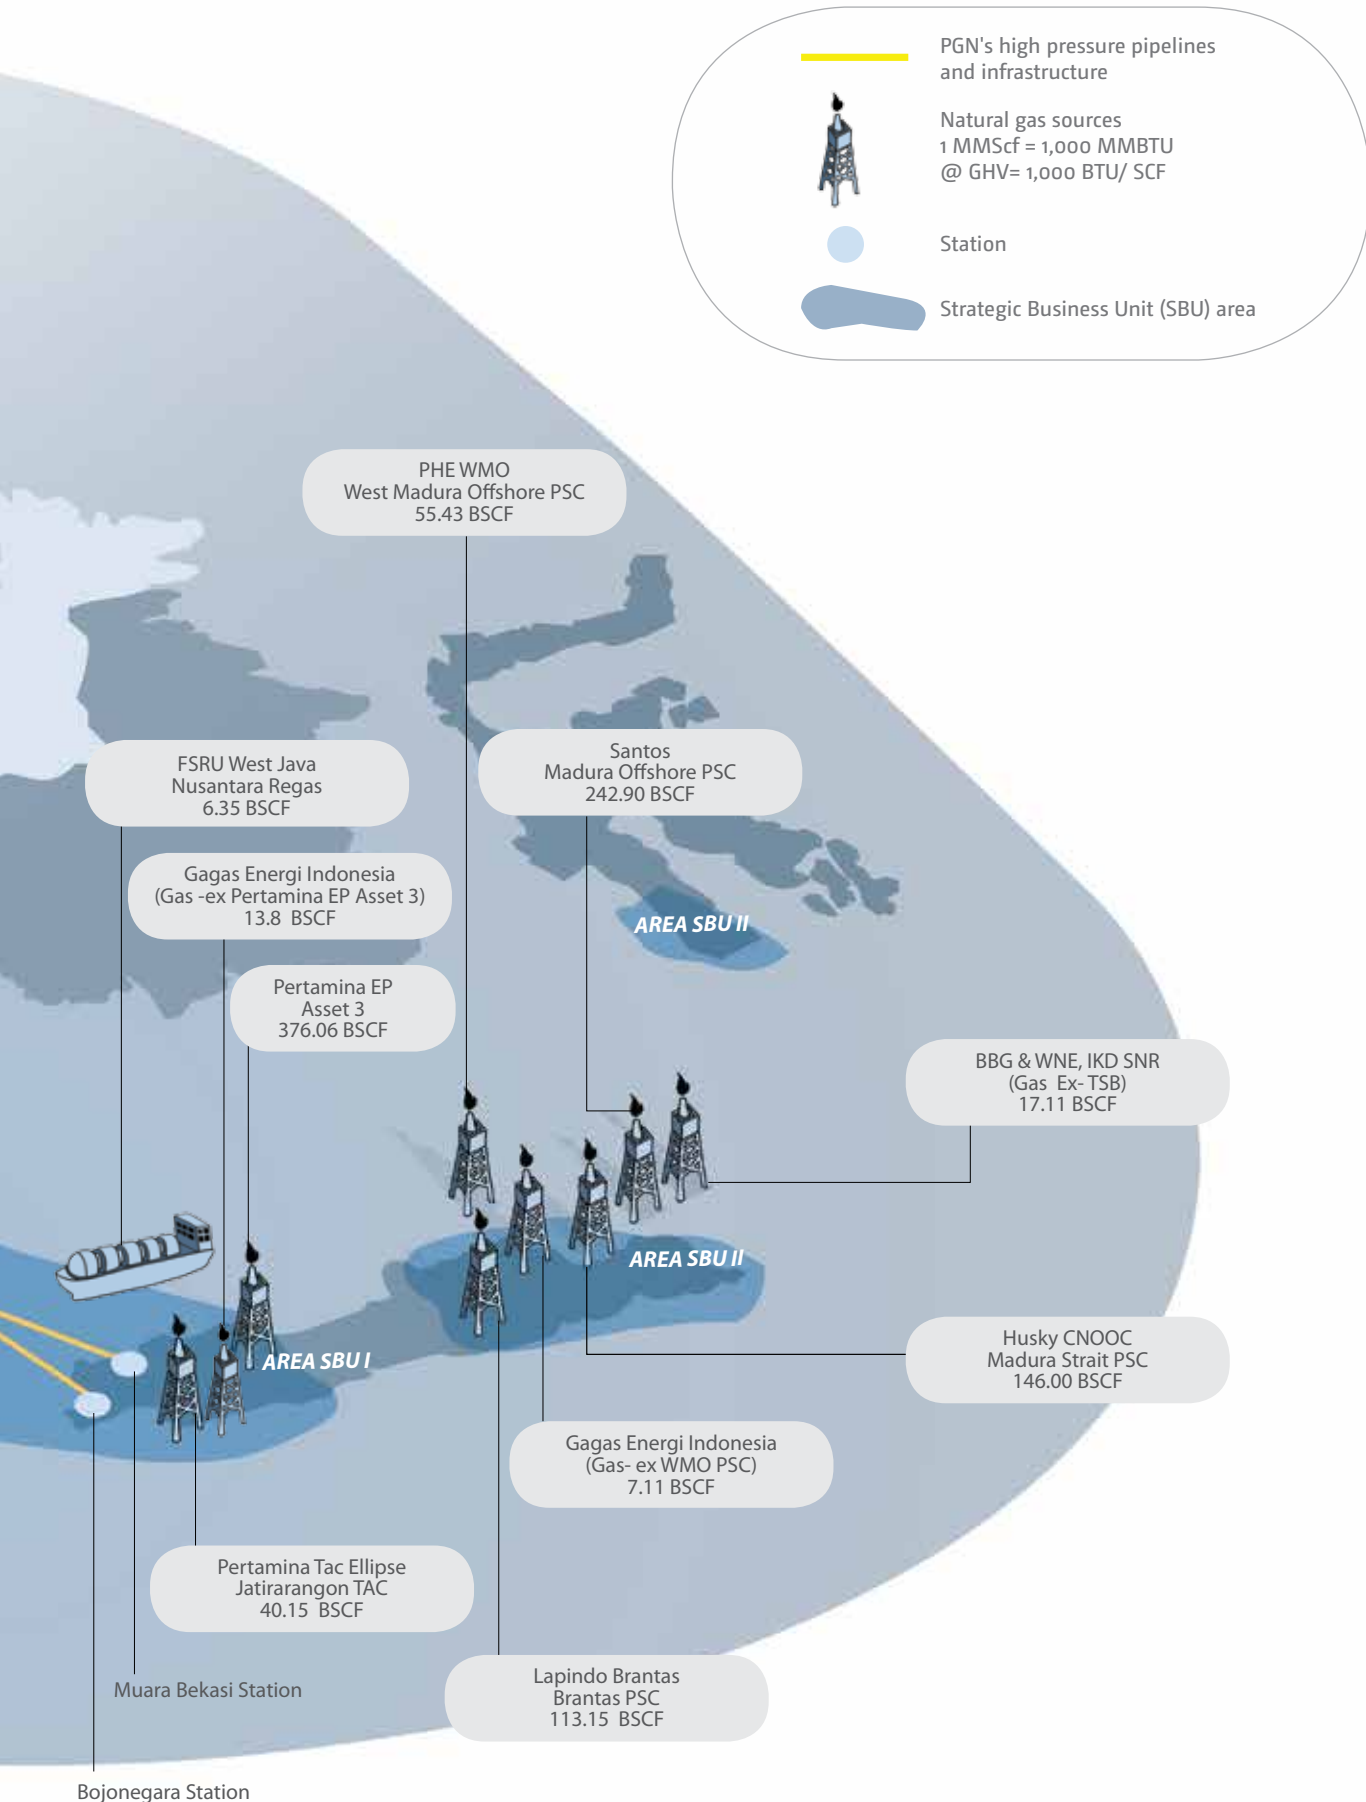 PGN's high pressure pipelines
and infrastructure
Natural gas sources
1 MMScf = 1,000 MMBTU
@ GHV= 1,000 BTU/ SCF
Station
Strategic Business Unit (SBU) area
PHE WMO
West Madura Offshore PSC
55.43 BSCF
FSRU West Java
Nusantara Regas
6.35 BSCF
Santos
Madura Offshore PSC
242.90 BSCF
Gagas Energi Indonesia
(Gas -ex Pertamina EP Asset 3)
13.8 BSCF
AREA SBU II
Pertamina EP
Asset 3
376.06 BSCF
BBG & WNE, IKD SNR
(Gas Ex- TSB)
17.11 BSCF
AREA SBU II
AREA SBU I
Husky CNOOC
Madura Strait PSC
146.00 BSCF
Gagas Energi Indonesia
(Gas- ex WMO PSC)
7.11 BSCF
Pertamina Tac Ellipse
Jatirarangon TAC
40.15 BSCF
Muara Bekasi Station
Lapindo Brantas
Brantas PSC
113.15 BSCF
Bojonegara Station